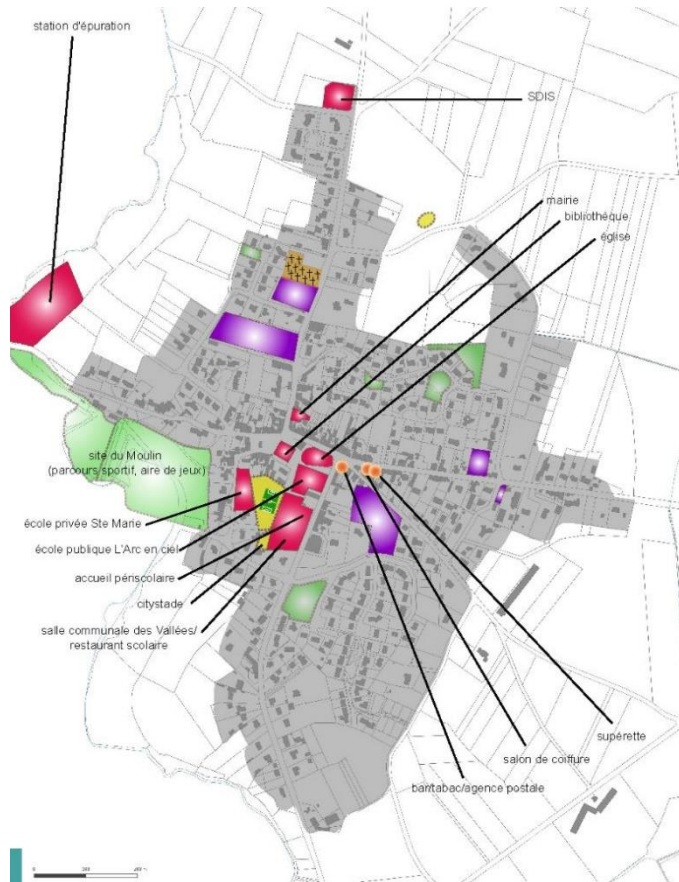 station d'épuration
SDIS
mairie
bibliothèque
église
site du Moulin
(parcours sportif, aire de jeux)
école privée Ste Marie
école publique L'Arc en ciel
accueil périscolaire
citystade
salle communale des Vallées/
restaurant scolaire
supérette
salon de coiffure
bar/tabac/agence postale